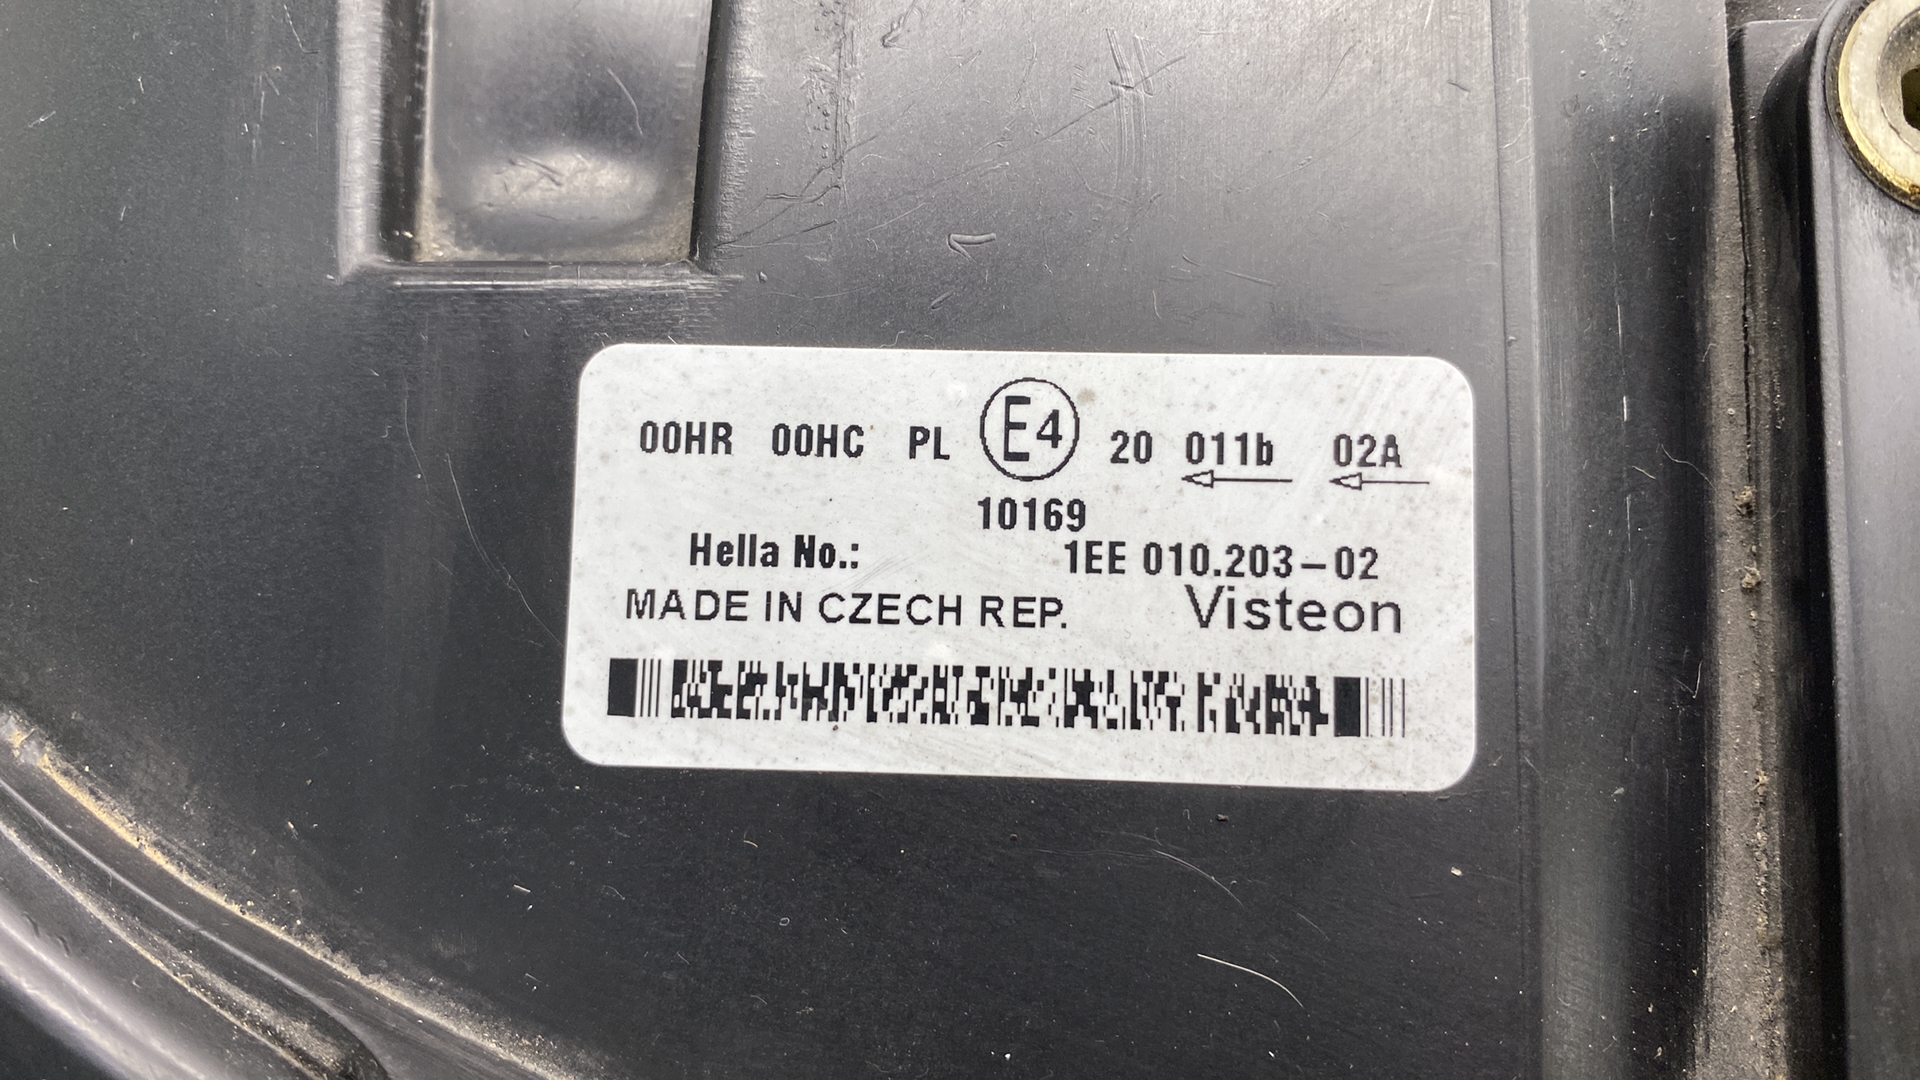 00HR 00HC PL E4 20 011b 02A
10169
Hella No.: 1EE 010.203-02
MADE IN CZECH REP. Visteon